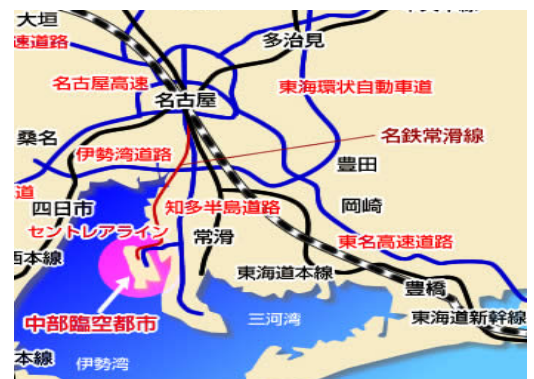 大垣
速道路
多治見
名古屋高速
東海環状自動車道
名古屋
桑名
名鉄常滑線
伊勢湾道路
豊田
道
四日市
知多半島道路
岡崎
セントレアライン
常滑
東名高速道路
西本線
東海道本線
豊橋
中部臨空都市
三河湾
東海道新幹線
本線
伊勢湾